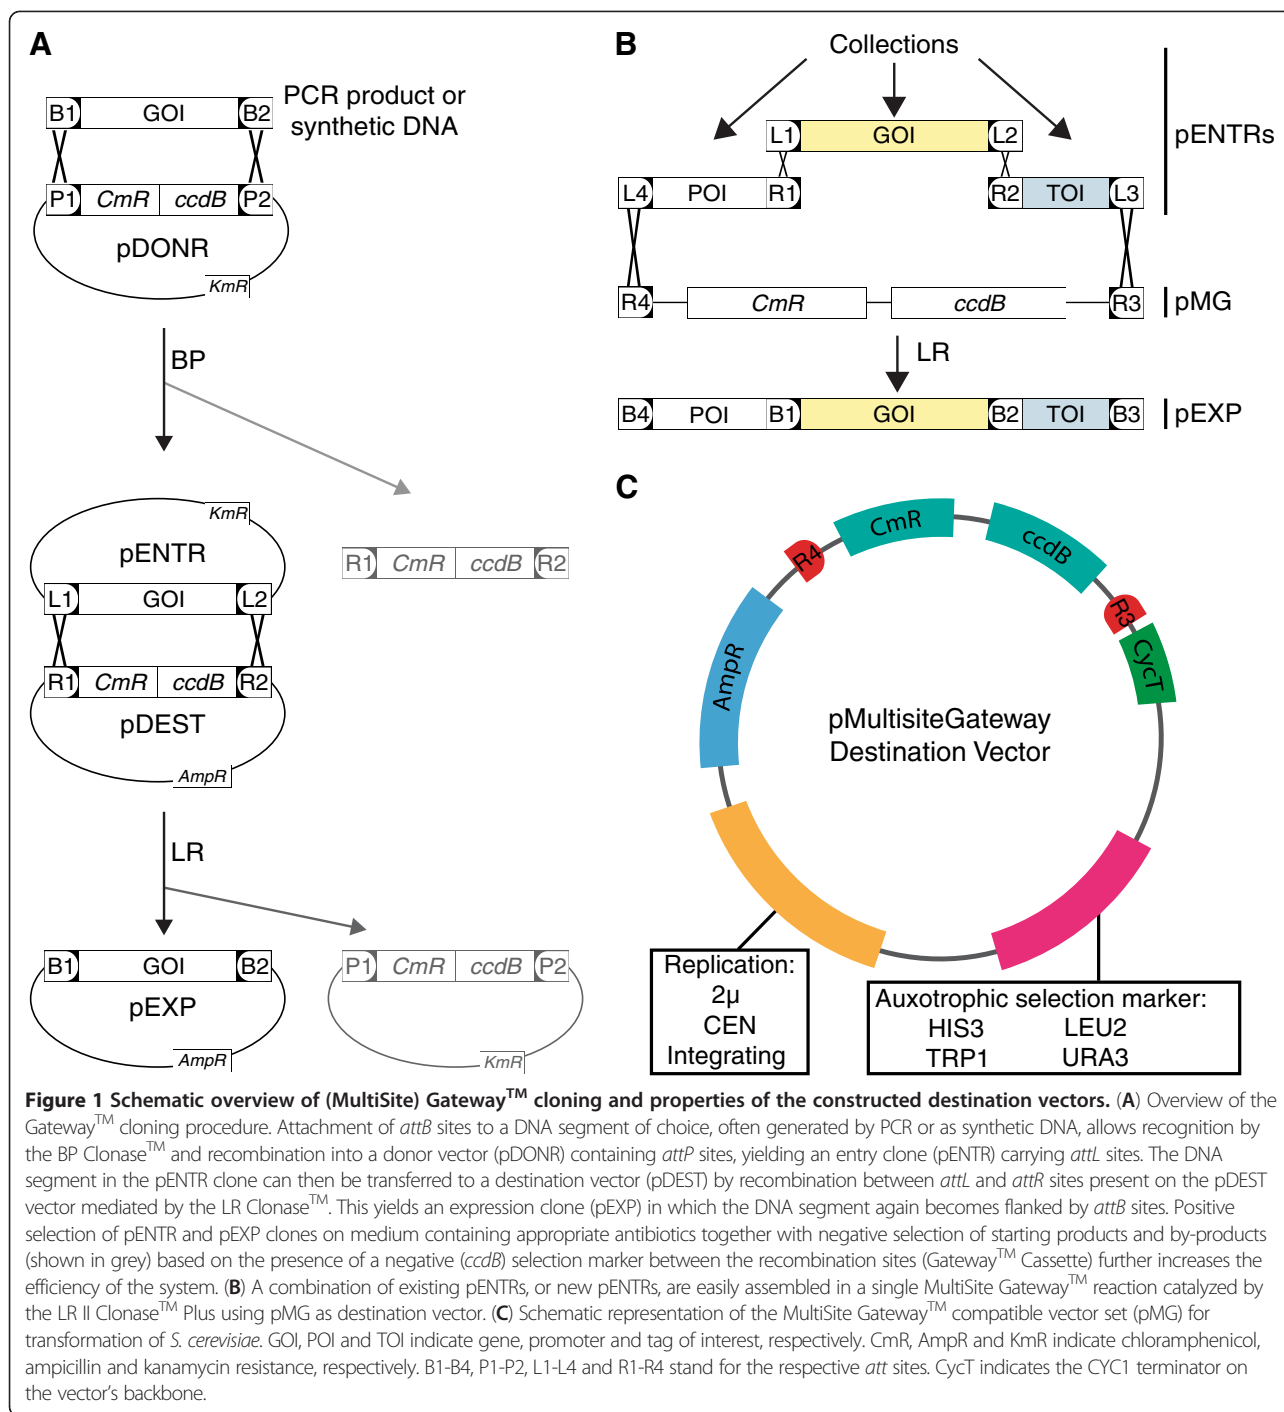 A
B1 GOI B2
PCR product or
synthetic DNA
P1 CmR ccdB P2
pDONR
KmR
BP
KmR
pENTR
L1 GOI L2
R1 CmR ccdB R2
R1 CmR ccdB R2
pDEST
AmpR
LR
B1 GOI B2
pEXP
AmpR
P1 CmR ccdB P2
KmR
B
Collections
L1 GOI L2
pENTRs
L4 POI R1 R2 TOI L3
R4 CmR ccdB R3 pMG
LR
B4 POI B1 GOI B2 TOI B3 pEXP
C
R4
CmR
ccdB
R3
CycT
AmpR
pMultisiteGateway
Destination Vector
Replication:
2µ
CEN
Integrating
Auxotrophic selection marker:
HIS3 LEU2
TRP1 URA3
Figure 1 Schematic overview of (MultiSite) Gateway™ cloning and properties of the constructed destination vectors. (A) Overview of the
Gateway™ cloning procedure. Attachment of attB sites to a DNA segment of choice, often generated by PCR or as synthetic DNA, allows recognition by
the BP Clonase™ and recombination into a donor vector (pDONR) containing attP sites, yielding an entry clone (pENTR) carrying attL sites. The DNA
segment in the pENTR clone can then be transferred to a destination vector (pDEST) by recombination between attL and attR sites present on the pDEST
vector mediated by the LR Clonase™. This yields an expression clone (pEXP) in which the DNA segment again becomes flanked by attB sites. Positive
selection of pENTR and pEXP clones on medium containing appropriate antibiotics together with negative selection of starting products and by-products
(shown in grey) based on the presence of a negative (ccdB) selection marker between the recombination sites (Gateway™ Cassette) further increases the
efficiency of the system. (B) A combination of existing pENTRs, or new pENTRs, are easily assembled in a single MultiSite Gateway™ reaction catalyzed by
the LR II Clonase™ Plus using pMG as destination vector. (C) Schematic representation of the MultiSite Gateway™ compatible vector set (pMG) for
transformation of S. cerevisiae. GOI, POI and TOI indicate gene, promoter and tag of interest, respectively. CmR, AmpR and KmR indicate chloramphenicol,
ampicillin and kanamycin resistance, respectively. B1-B4, P1-P2, L1-L4 and R1-R4 stand for the respective att sites. CycT indicates the CYC1 terminator on
the vector's backbone.